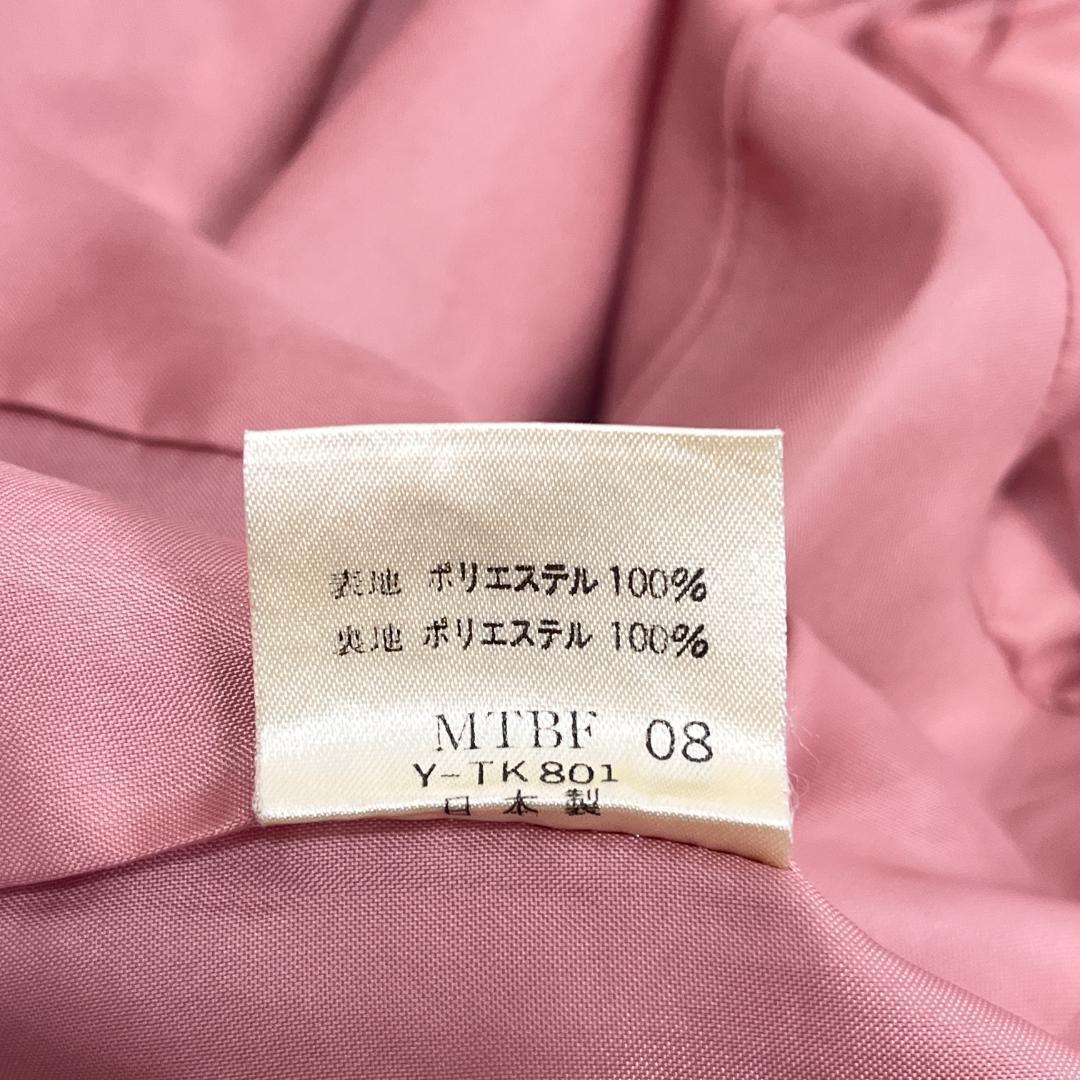 表地 ポリエステル 100%
裏地 ポリエステル 100%
MTBF 08
Y-TK801
日本製